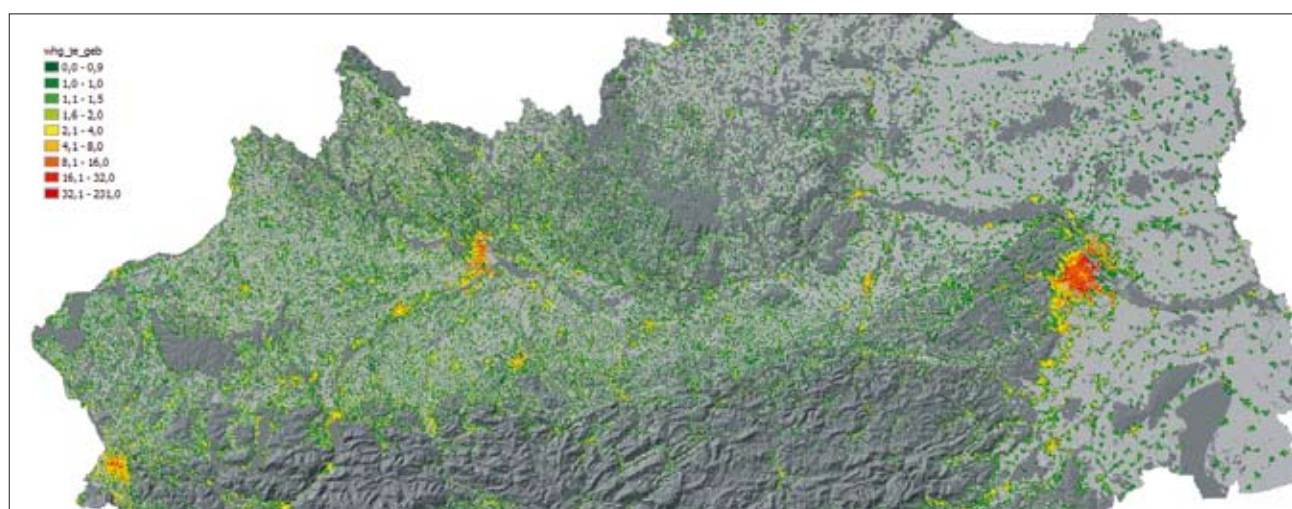 whg_je_geb
0,0 - 0,9
1,0 - 1,0
1,1 - 1,5
1,6 - 2,0
2,1 - 4,0
4,1 - 8,0
8,1 - 16,0
16,1 - 32,0
32,1 - 231,0